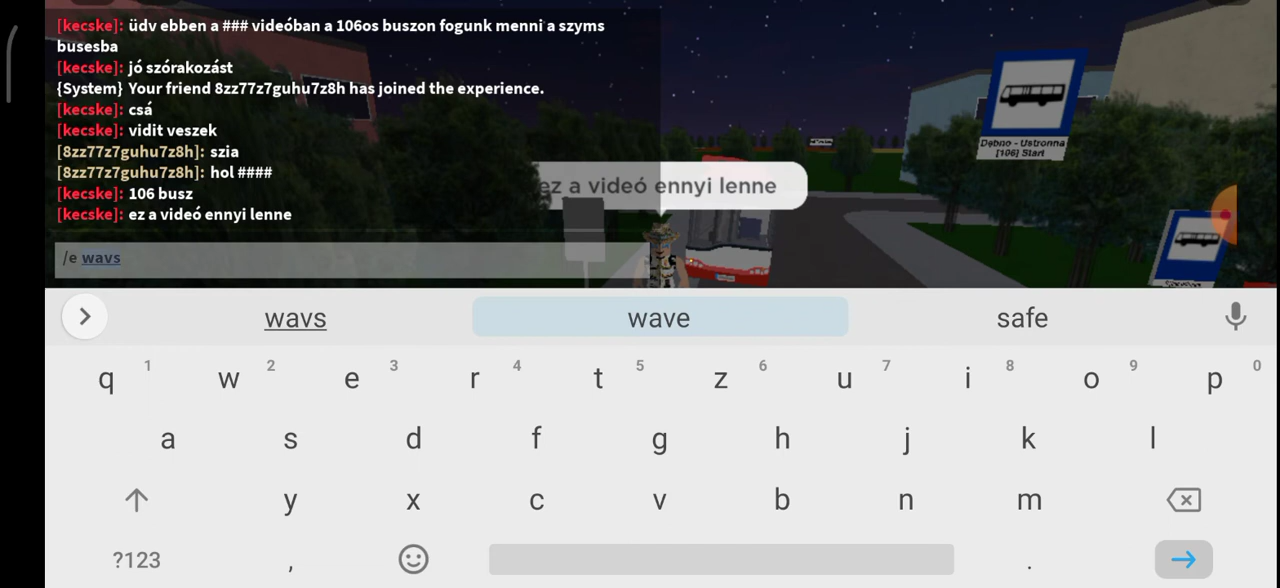 [kecske]: üdv ebben a ### videóban a 106os buszon fogunk menni a szyms
busesba
[kecske]: jó szórakozást
{System} Your friend 8zz77z7guhu7z8h has joined the experience.
[kecske]: csá
[kecske]: vidit veszek
[8zz77z7guhu7z8h]: szia
[8zz77z7guhu7z8h]: hol ####
[kecske]: 106 busz
[kecske]: ez a videó ennyi lenne
ez a videó ennyi lenne
Dębno - Ustronna
[106] Start
/e wavs
wavs wave safe
q 1 w 2 e 3 r 4 t 5 z 6 u 7 i 8 o 9 p 0
a s d f g h j k l
y x c v b n m
?123 , .